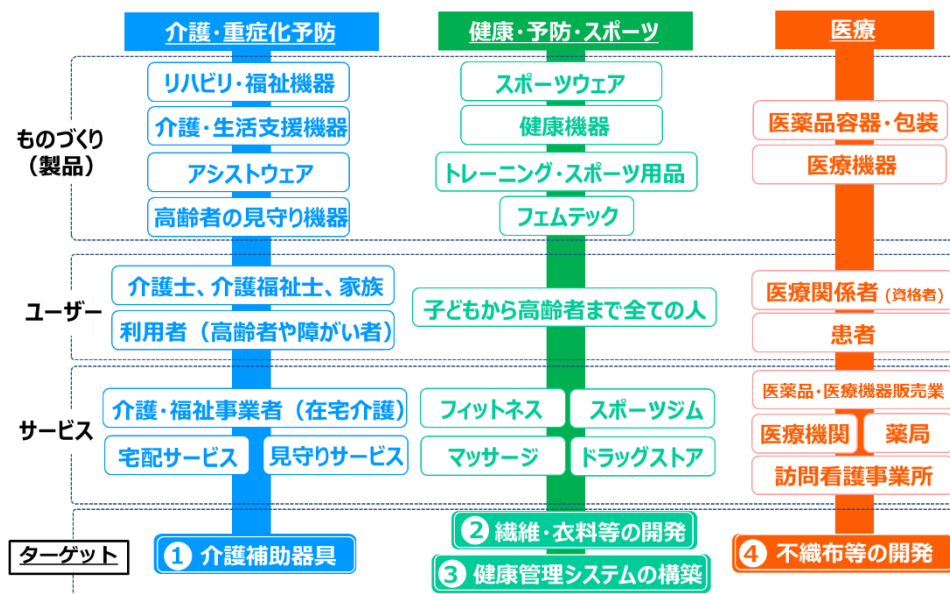 介護・重症化予防
健康・予防・スポーツ
医療
ものづくり
（製品）
リハビリ・福祉機器
介護・生活支援機器
アシストウェア
高齢者の見守り機器
スポーツウェア
健康機器
トレーニング・スポーツ用品
フェムテック
医薬品容器・包装
医療機器
ユーザー
介護士、介護福祉士、家族
利用者（高齢者や障がい者）
子どもから高齢者まで全ての人
医療関係者（資格者）
患者
サービス
介護・福祉事業者（在宅介護）
宅配サービス
見守りサービス
フィットネス
スポーツジム
マッサージ
ドラッグストア
医薬品・医療機器販売業
医療機関
薬局
訪問看護事業所
ターゲット
1 介護補助器具
2 繊維・衣料等の開発
3 健康管理システムの構築
4 不織布等の開発